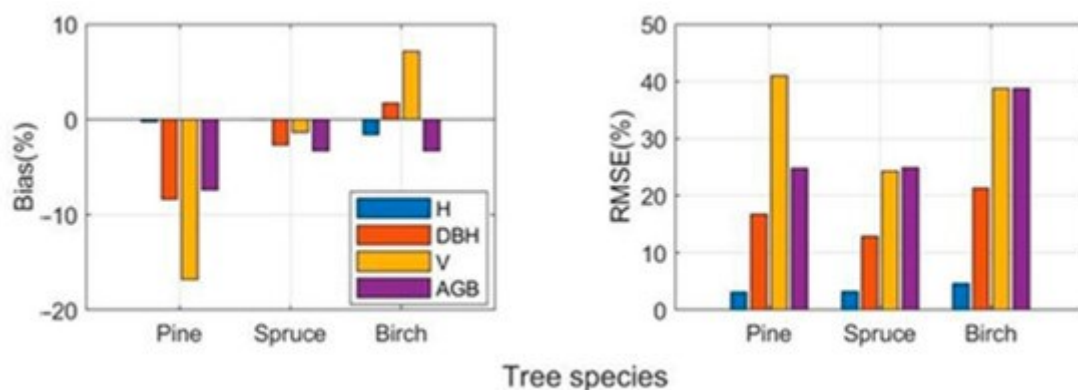 10
0
−10
−20
Bias(%)
H
DBH
V
AGB
Pine Spruce Birch
50
40
30
20
10
0
RMSE(%)
Pine Spruce Birch
Tree species